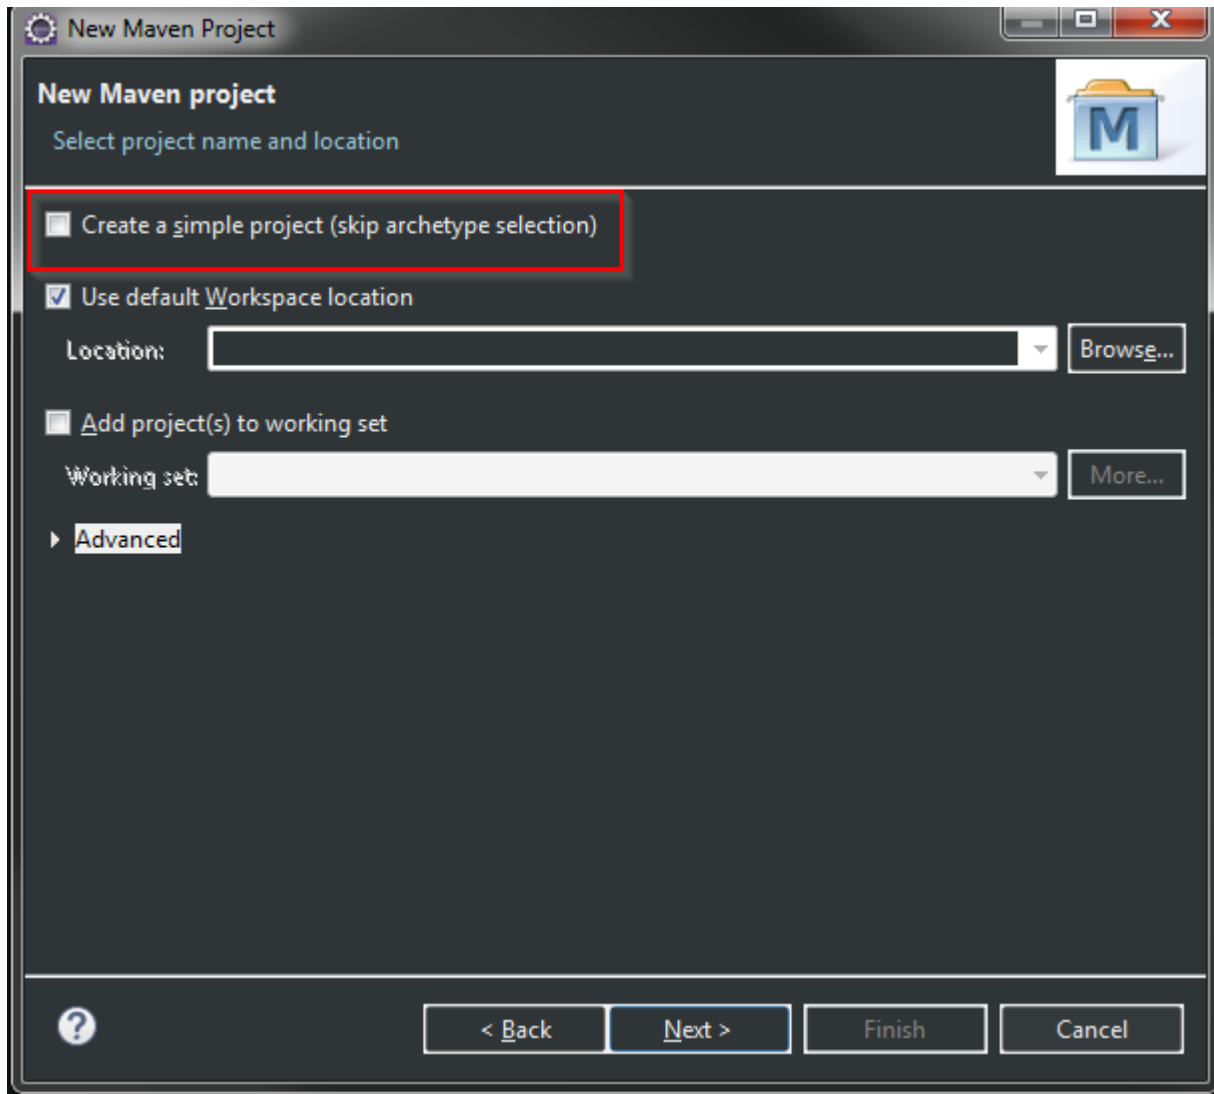 New Maven Project
New Maven project
Select project name and location
M
Create a simple project (skip archetype selection)
Use default Workspace location
Location:
Browse...
Add project(s) to working set
Working set:
More...
Advanced
?
< Back
Next >
Finish
Cancel